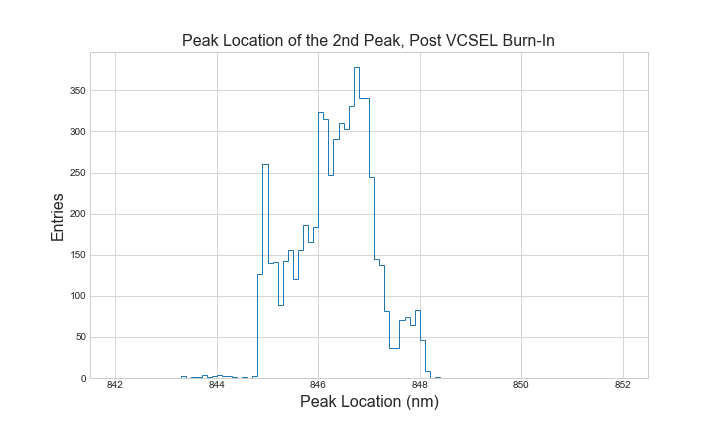 Peak Location of the 2nd Peak, Post VCSEL Burn-In
350
300
250
200
150
100
50
0
Entries
842 844 846 848 850 852
Peak Location (nm)